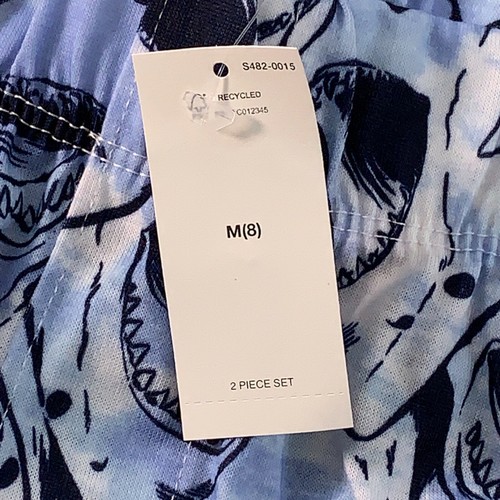 S482-0015
RECYCLED
C012345
M(8)
2 PIECE SET